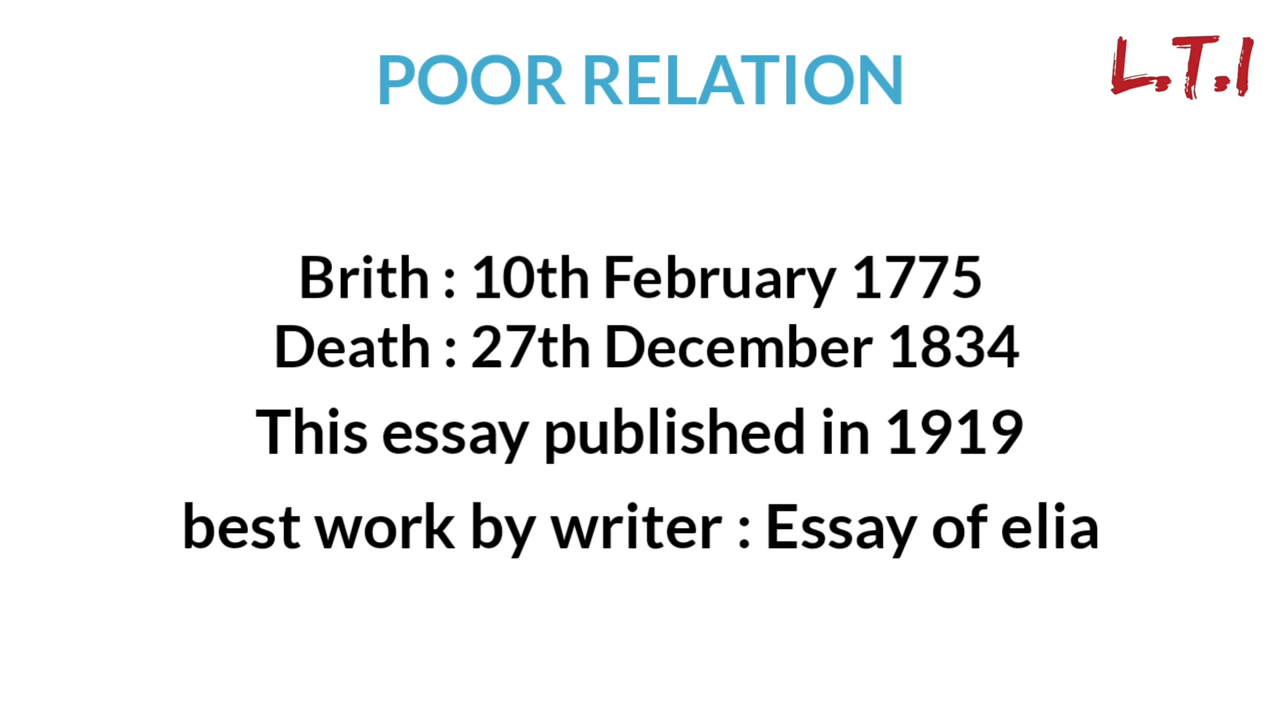 POOR RELATION
L.T.I
Brith : 10th February 1775
Death : 27th December 1834
This essay published in 1919
best work by writer : Essay of elia